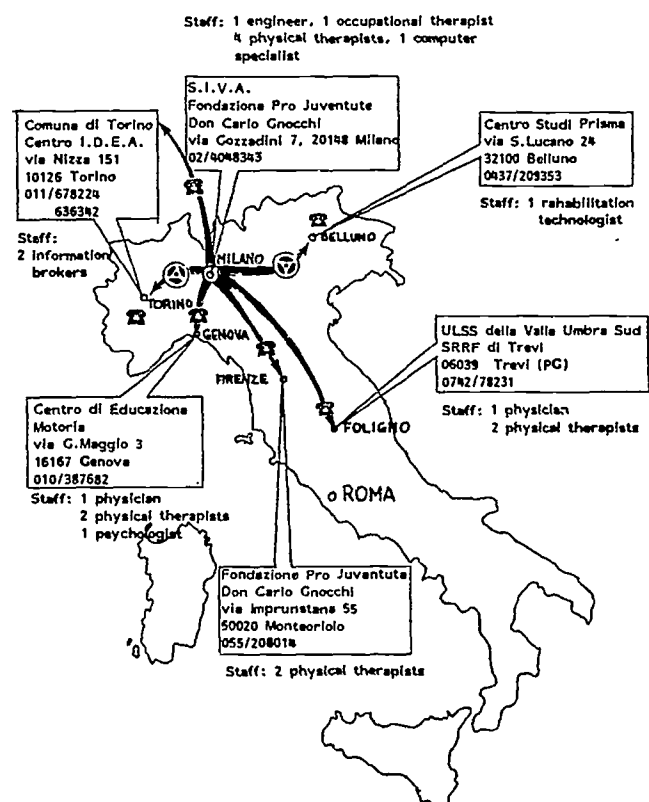 Staff: 1 engineer, 1 occupational therapist
4 physical therapists, 1 computer
specialist
S.I.V.A.
Fondazione Pro Juventute
Don Carlo Gnocchi
via Gozzadini 7, 20148 Milano
02/4048343
Comune di Torino
Centro I.D.E.A.
via Nizza 151
10126 Torino
011/678224
636342
Staff:
2 information
brokers
Centro Studi Prisma
via S.Lucano 24
32100 Belluno
0437/209353
Staff: 1 rahabilitation
technologist
BELLUNO
MILANO
TORINO
GENOVA
FIRENZE
FOLIGNO
ROMA
ULSS della Valle Umbra Sud
SRRF di Trevi
06039 Trevi (PG)
0742/78231
Staff: 1 physician
2 physical therapists
Centro di Educazione
Motoria
via G.Maggio 3
16167 Genova
010/387682
Staff: 1 physician
2 physical therapists
1 psychologist
Fondazione Pro Juventute
Don Carlo Gnocchi
via Imprunetana 55
50020 Monteoriolo
055/208014
Staff: 2 physical therapists